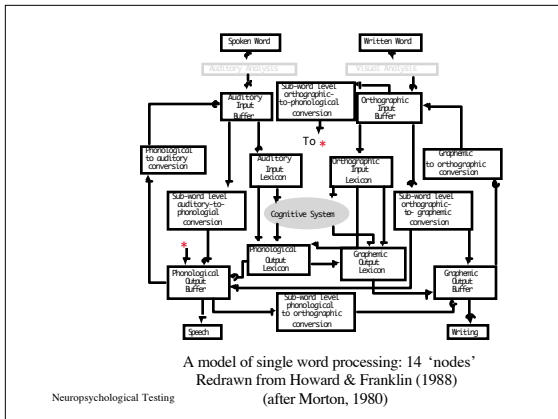 Spoken Word
Written Word
Auditory Analysis
Visual Analysis
Sub-word level
orthographic-
to-phonological
conversion
Auditory
Input
Buffer
Orthographic
Input
Buffer
To *
Phonological
to auditory
conversion
Graphemic
to orthographic
conversion
Auditory
Input
Lexicon
Orthographic
Input
Lexicon
Sub-word level
auditory-to-
phonological
conversion
Cognitive System
Sub-word level
orthographic-
to- graphemic
conversion
*
Phonological
Output
Lexicon
Graphemic
Output
Lexicon
Phonological
Output
Buffer
Graphemic
Output
Buffer
Sub-word level
phonological
to orthographic
conversion
Speech
Writing
A model of single word processing: 14 ‘nodes’
Redrawn from Howard & Franklin (1988)
(after Morton, 1980)
Neuropsychological Testing